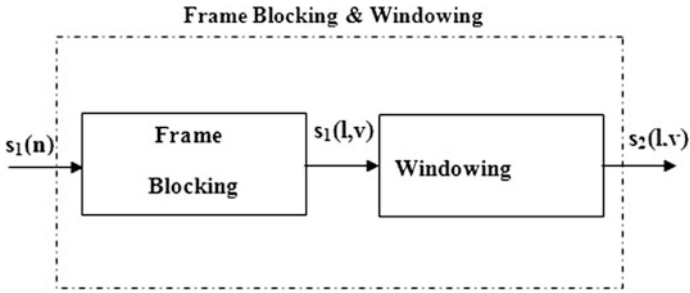 Frame Blocking & Windowing
s₁(n)
Frame
Blocking
s₁(l,v)
Windowing
s₂(l.v)